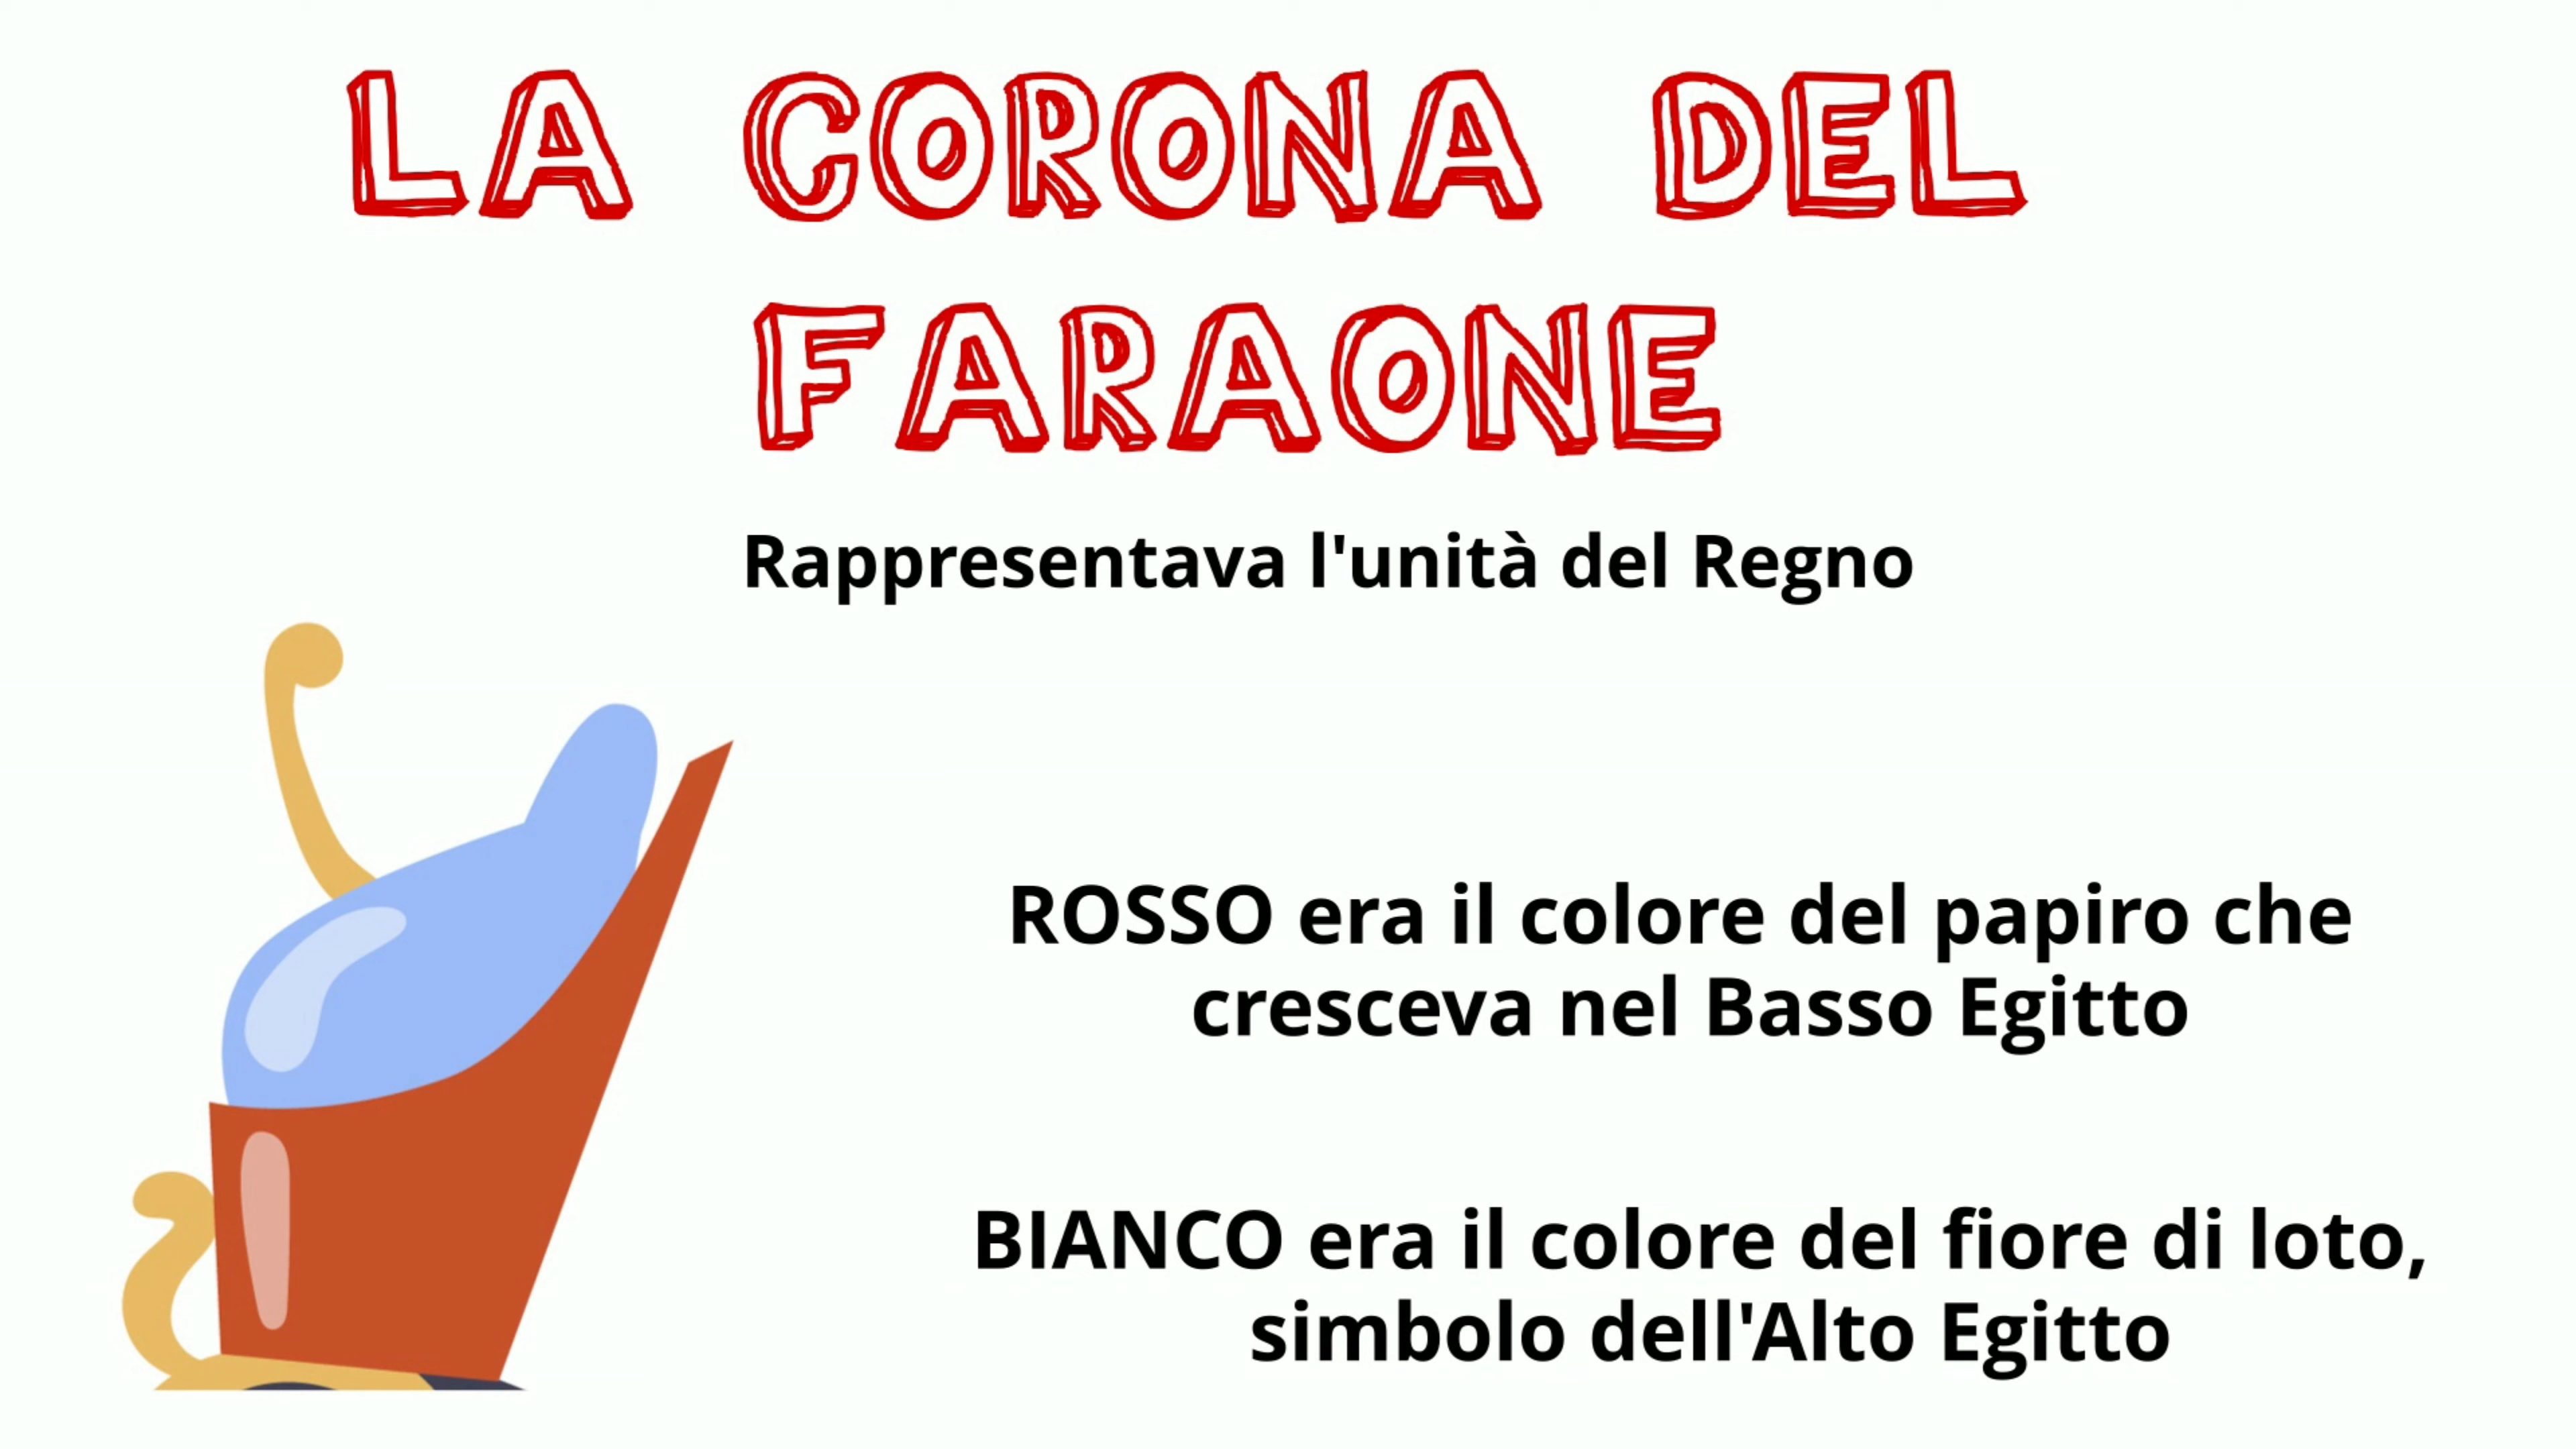 LA CORONA DEL
FARAONE
Rappresentava l'unità del Regno
ROSSO era il colore del papiro che
cresceva nel Basso Egitto
BIANCO era il colore del fiore di loto,
simbolo dell'Alto Egitto